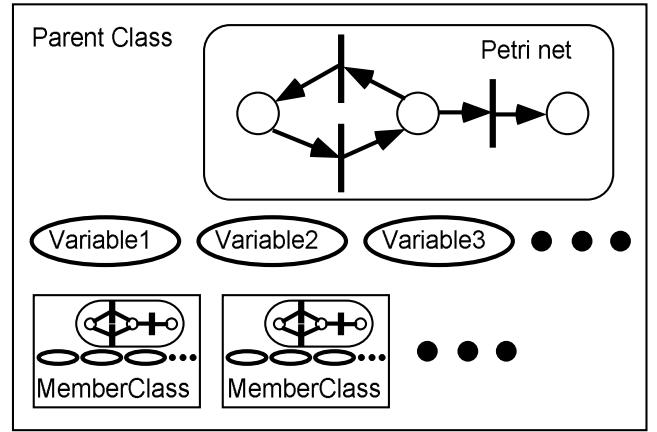 Parent Class
Petri net
Variable1
Variable2
Variable3
MemberClass
MemberClass